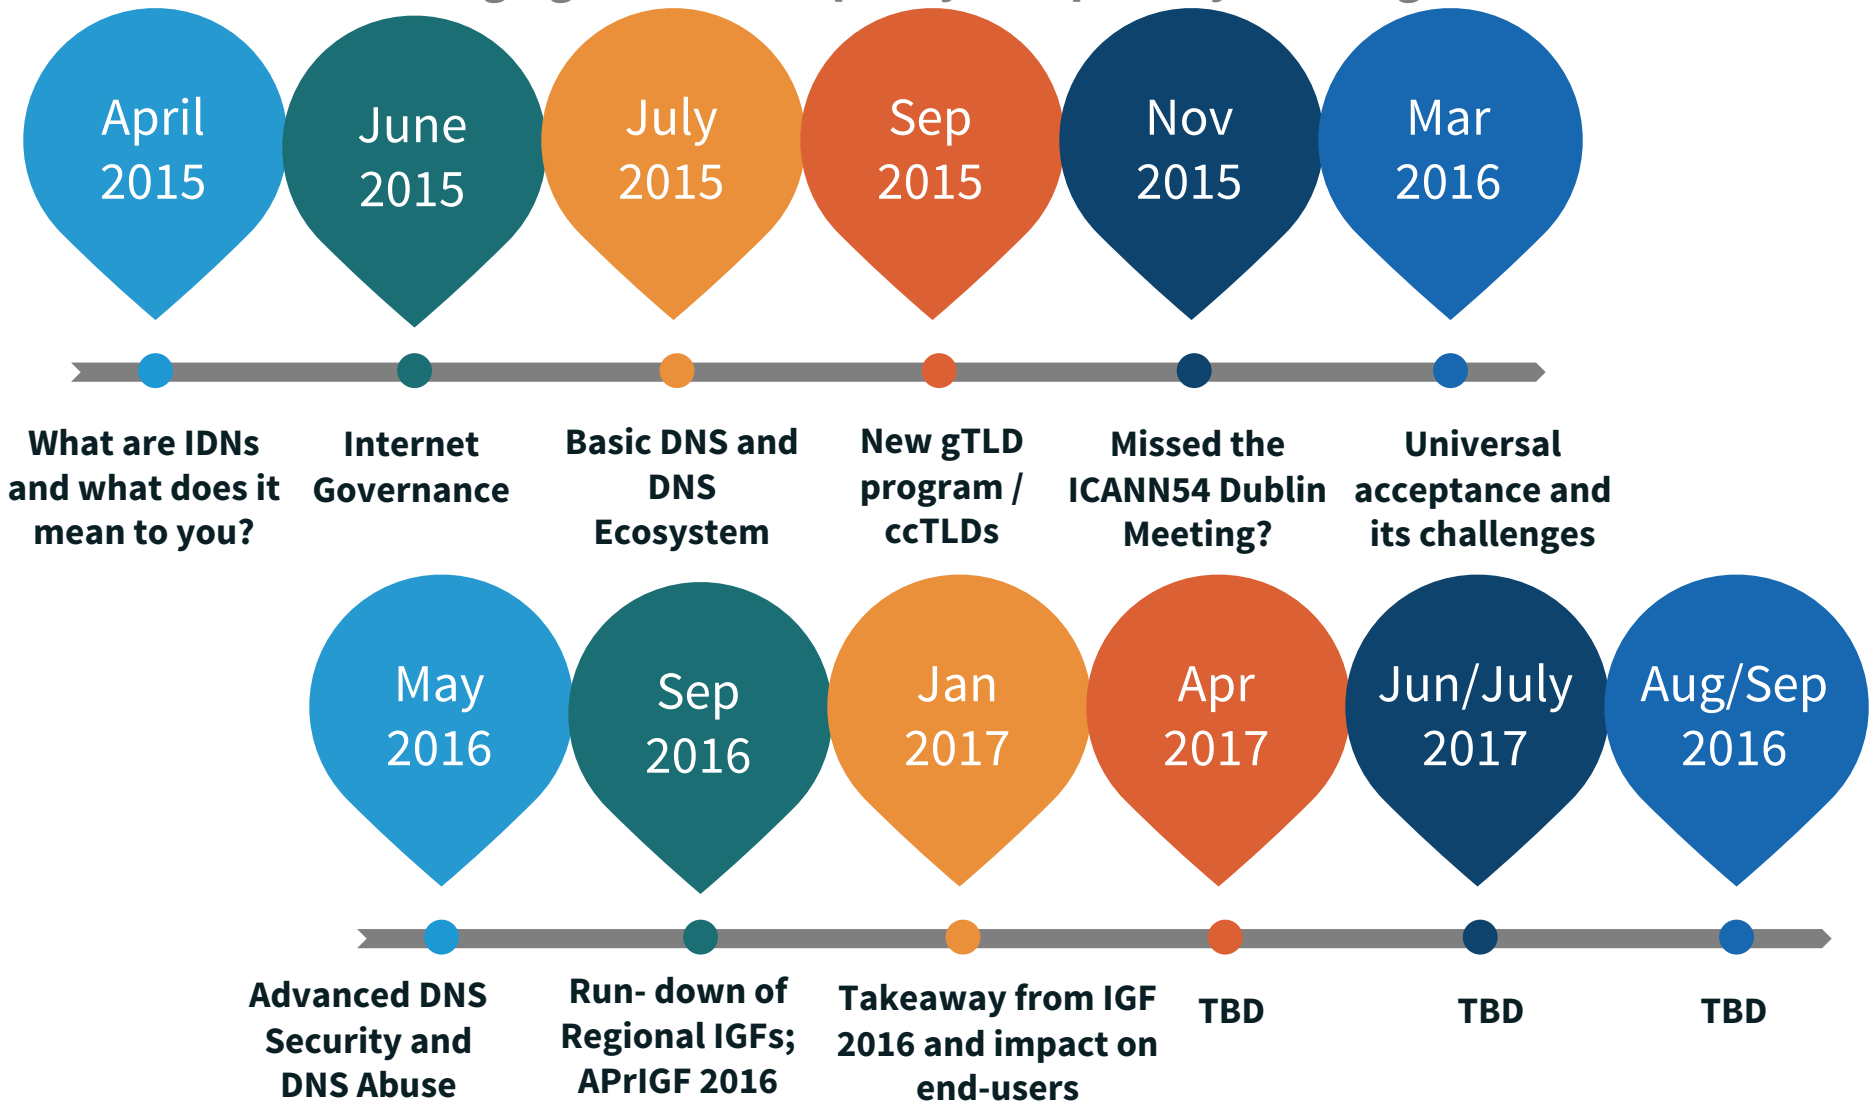 April
2015
June
2015
July
2015
Sep
2015
Nov
2015
Mar
2016
What are IDNs
and what does it
mean to you?
Internet
Governance
Basic DNS and
DNS
Ecosystem
New gTLD
program /
ccTLDs
Missed the
ICANN54 Dublin
Meeting?
Universal
acceptance and
its challenges
May
2016
Sep
2016
Jan
2017
Apr
2017
Jun/July
2017
Aug/Sep
2016
Advanced DNS
Security and
DNS Abuse
Run- down of
Regional IGFs;
APrIGF 2016
Takeaway from IGF
2016 and impact on
end-users
TBD
TBD
TBD